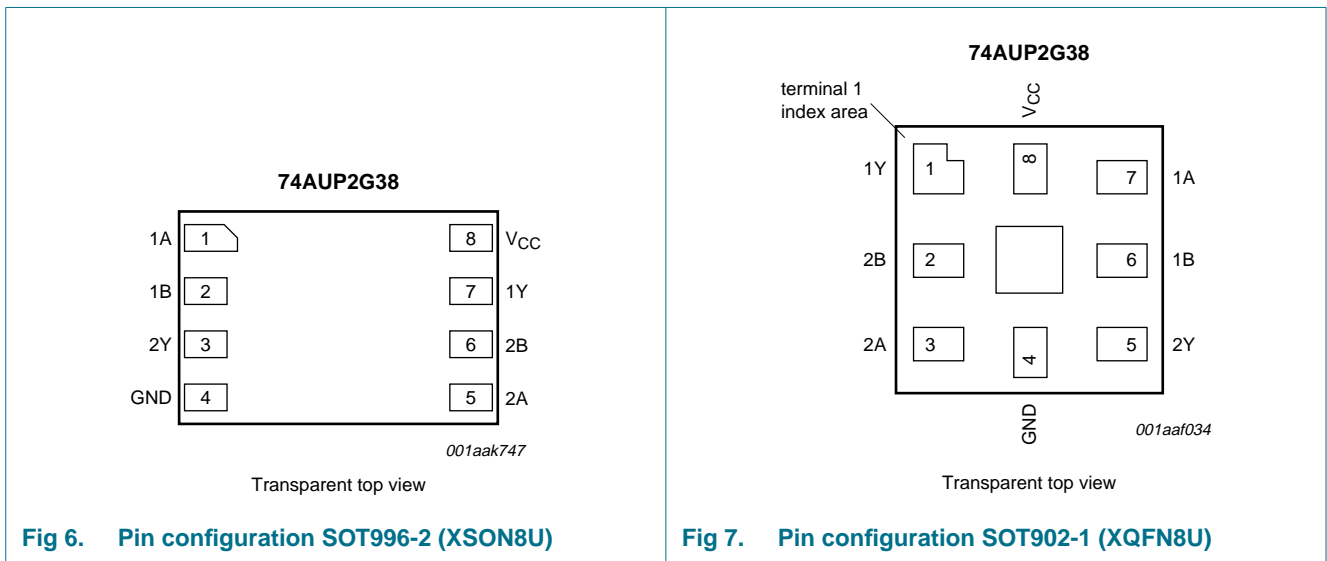 74AUP2G38
1A 1 8 VCC
1B 2 7 1Y
2Y 3 6 2B
GND 4 5 2A
001aak747
Transparent top view
Fig 6. Pin configuration SOT996-2 (XSON8U)
74AUP2G38
terminal 1
index area
VCC
1Y 1 8 7 1A
2B 2 6 1B
2A 3 4 5 2Y
GND
001aaf034
Transparent top view
Fig 7. Pin configuration SOT902-1 (XQFN8U)